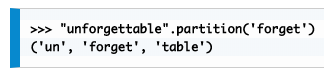 >>> "unforgettable".partition('forget')
('un', 'forget', 'table')